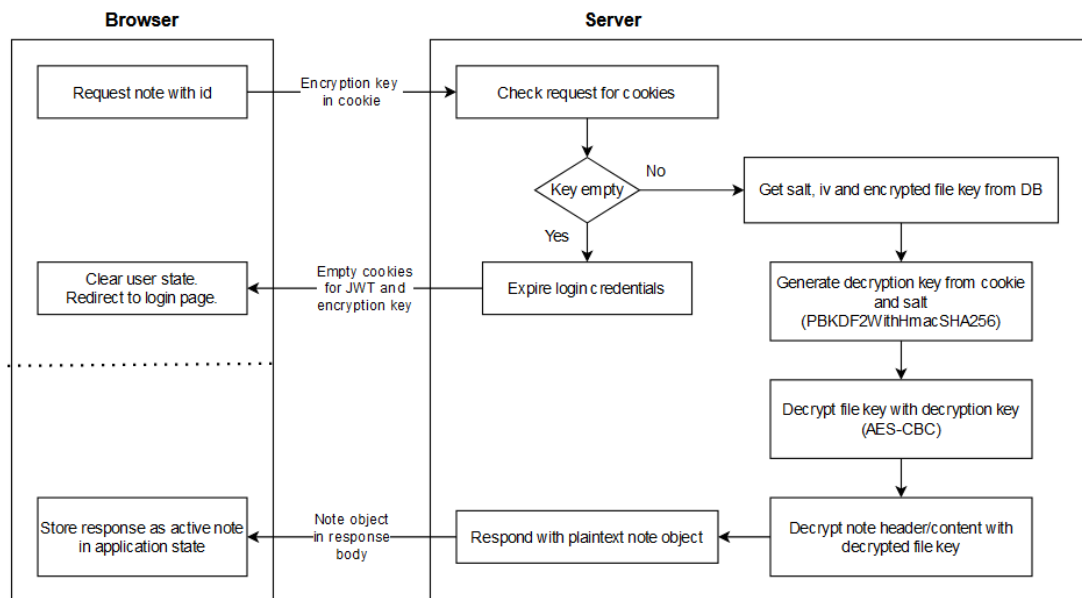 Browser
Server
Request note with id
Encryption key
in cookie
Check request for cookies
Key empty
No
Get salt, iv and encrypted file key from DB
Yes
Clear user state.
Redirect to login page.
Empty cookies
for JWT and
encryption key
Expire login credentials
Generate decryption key from cookie
and salt
(PBKDF2WithHmacSHA256)
Decrypt file key with decryption key
(AES-CBC)
Store response as active note
in application state
Note object
in response
body
Respond with plaintext note object
Decrypt note header/content with
decrypted file key